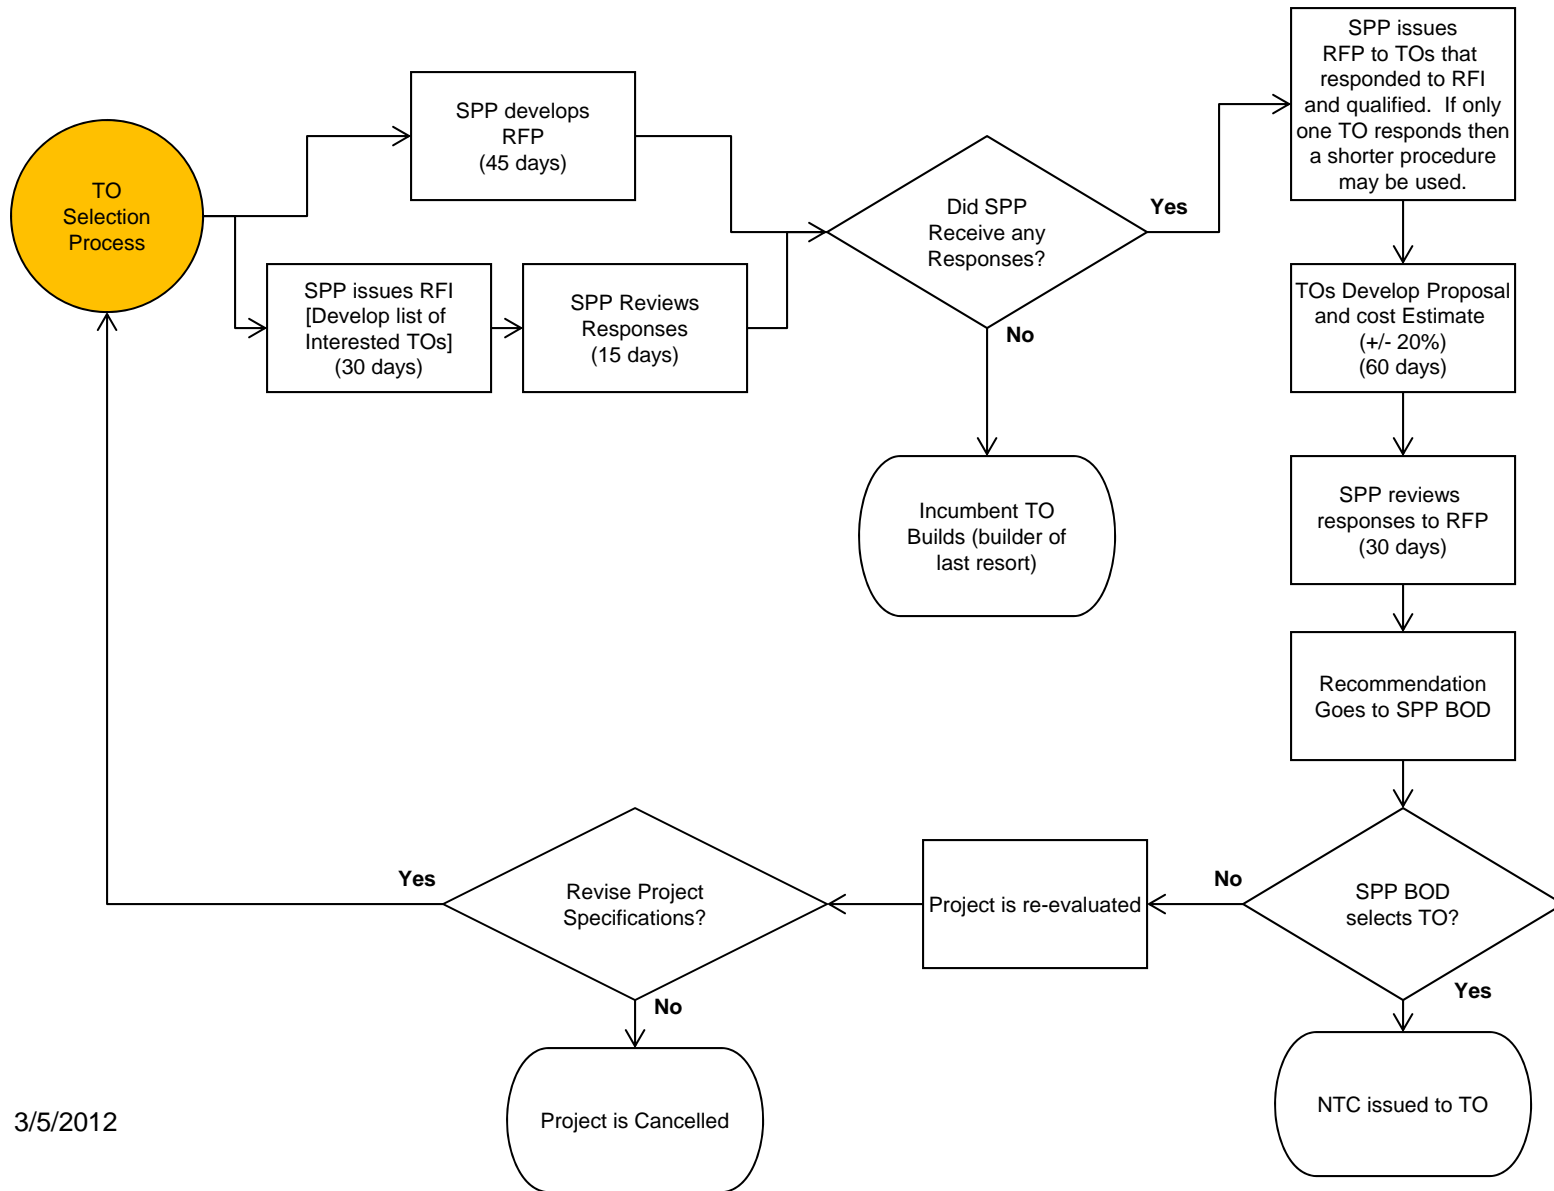 TO
Selection
Process
SPP develops
RFP
(45 days)
SPP issues RFI
[Develop list of
Interested TOs]
(30 days)
SPP Reviews
Responses
(15 days)
Did SPP
Receive any
Responses?
Yes
No
Incumbent TO
Builds (builder of
last resort)
SPP issues
RFP to TOs that
responded to RFI
and qualified.  If only
one TO responds then
a shorter procedure
may be used.
TOs Develop Proposal
and cost Estimate
(+/- 20%)
(60 days)
SPP reviews
responses to RFP
(30 days)
Recommendation
Goes to SPP BOD
SPP BOD
selects TO?
No
Yes
NTC issued to TO
Project is re-evaluated
Revise Project
Specifications?
Yes
No
Project is Cancelled
3/5/2012